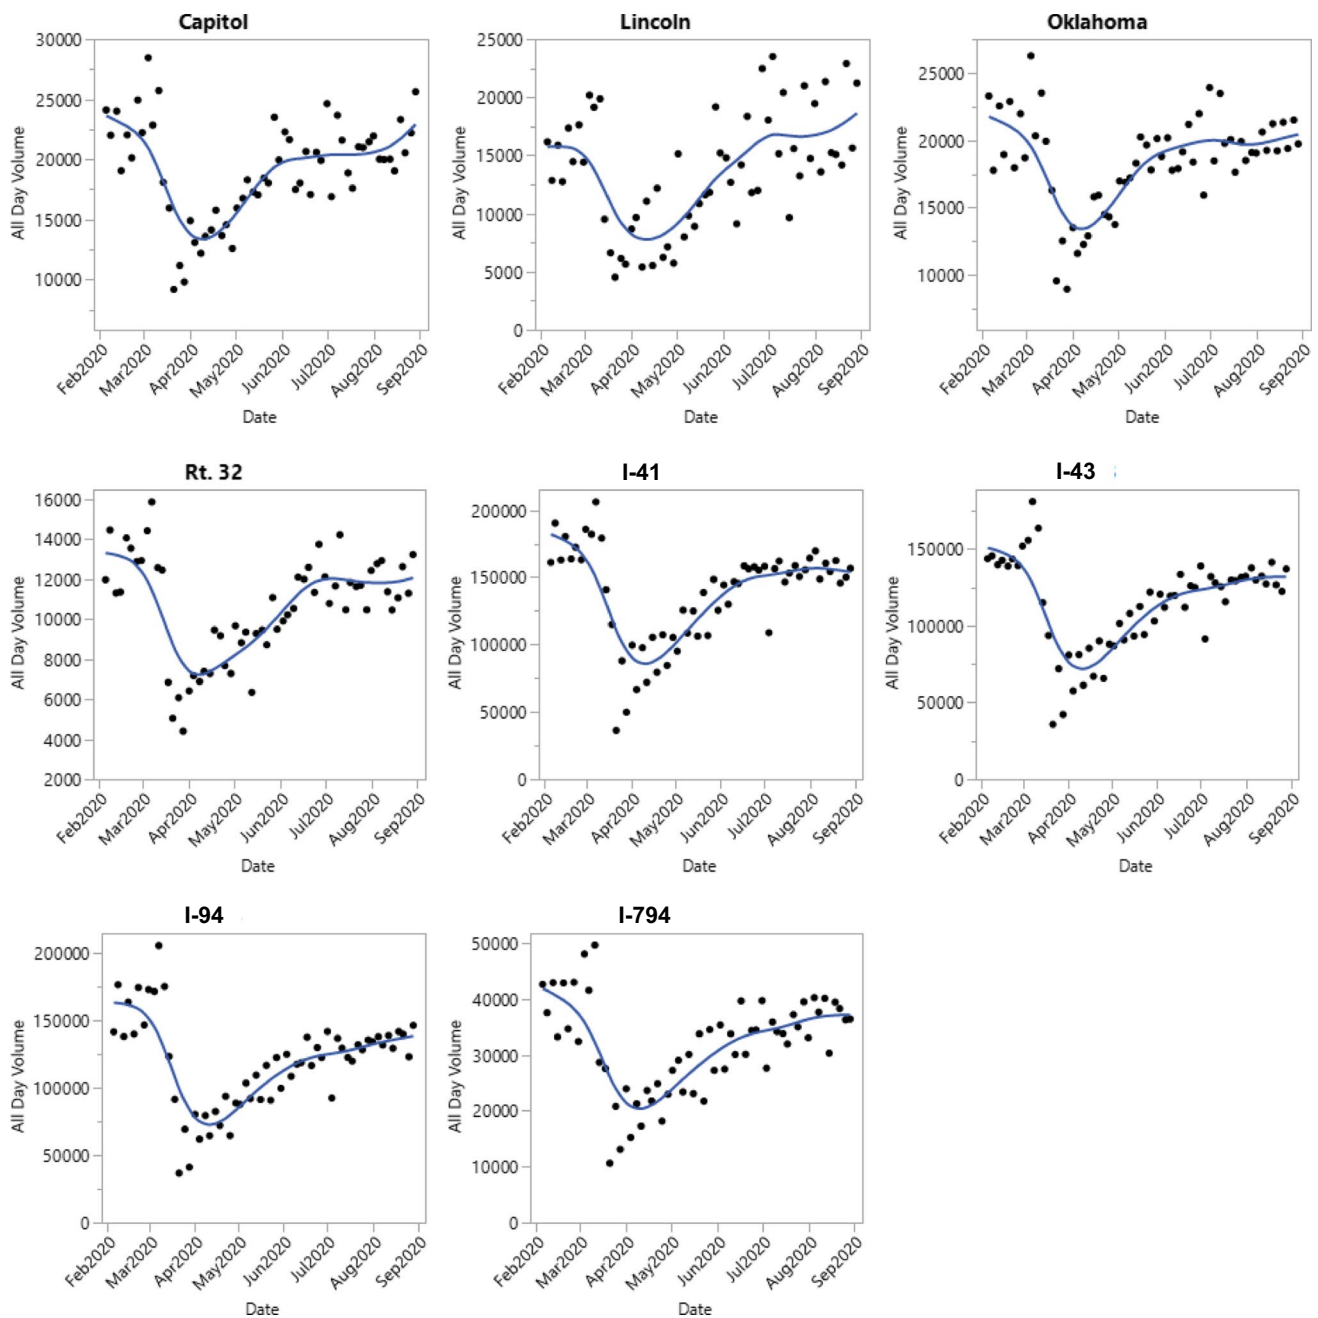 Capitol
30000
25000
20000
15000
10000
All Day Volume
Feb2020 Mar2020 Apr2020 May2020 Jun2020 Jul2020 Aug2020 Sep2020
Date
Lincoln
25000
20000
15000
10000
5000
0
All Day Volume
Feb2020 Mar2020 Apr2020 May2020 Jun2020 Jul2020 Aug2020 Sep2020
Date
Oklahoma
25000
20000
15000
10000
All Day Volume
Feb2020 Mar2020 Apr2020 May2020 Jun2020 Jul2020 Aug2020 Sep2020
Date
Rt. 32
16000
14000
12000
10000
8000
6000
4000
2000
All Day Volume
Feb2020 Mar2020 Apr2020 May2020 Jun2020 Jul2020 Aug2020 Sep2020
Date
I-41
200000
150000
100000
50000
0
All Day Volume
Feb2020 Mar2020 Apr2020 May2020 Jun2020 Jul2020 Aug2020 Sep2020
Date
I-43
150000
100000
50000
0
All Day Volume
Feb2020 Mar2020 Apr2020 May2020 Jun2020 Jul2020 Aug2020 Sep2020
Date
I-94
200000
150000
100000
50000
0
All Day Volume
Feb2020 Mar2020 Apr2020 May2020 Jun2020 Jul2020 Aug2020 Sep2020
Date
I-794
50000
40000
30000
20000
10000
0
All Day Volume
Feb2020 Mar2020 Apr2020 May2020 Jun2020 Jul2020 Aug2020 Sep2020
Date